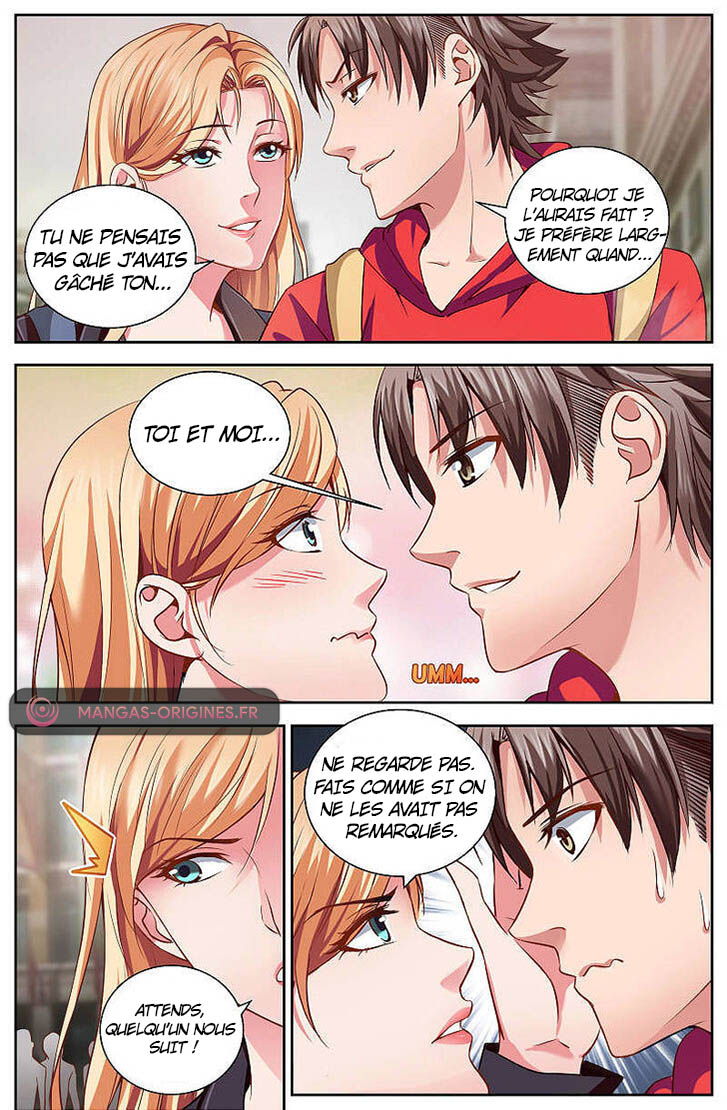 TU NE PENSAIS
PAS QUE J'AVAIS
GÂCHÉ TON...
POURQUOI JE
L'AURAIS FAIT ?
JE PRÉFÈRE LARG-
EMENT QUAND...
TOI ET MOI...
UMM...
MANGAS-ORIGINES.FR
NE REGARDE PAS.
FAIS COMME SI ON
NE LES AVAIT PAS
REMARQUÉS.
ATTENDS,
QUELQU'UN NOUS
SUIT !